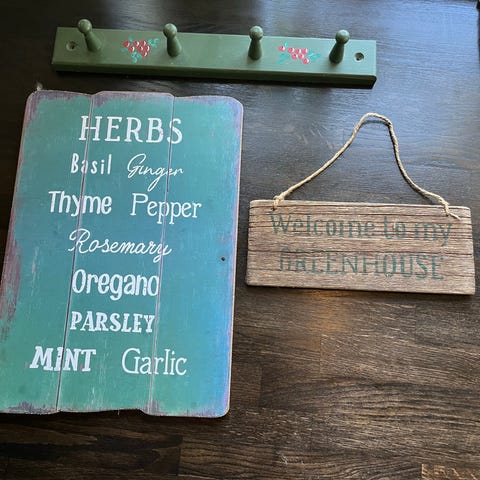 HERBS
Basil Ginger
Thyme Pepper
Rosemary
Oregano
PARSLEY
MINT Garlic
Welcome to my
GREENHOUSE